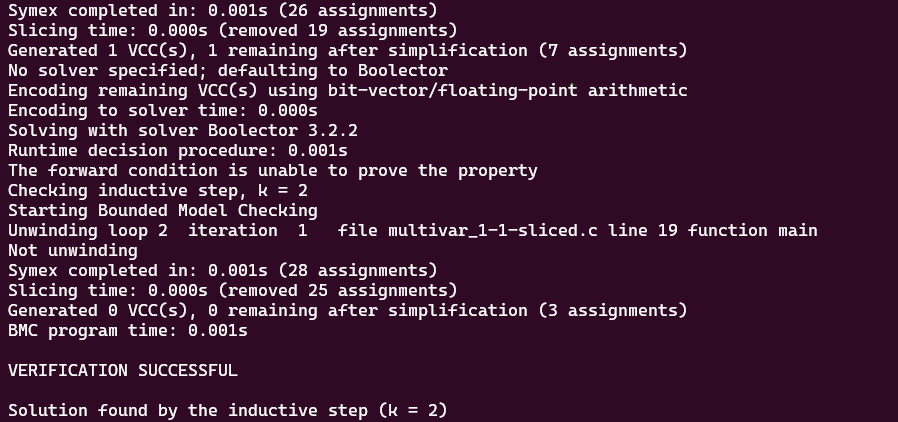 Symex completed in: 0.001s (26 assignments)
Slicing time: 0.000s (removed 19 assignments)
Generated 1 VCC(s), 1 remaining after simplification (7 assignments)
No solver specified; defaulting to Boolector
Encoding remaining VCC(s) using bit-vector/floating-point arithmetic
Encoding to solver time: 0.000s
Solving with solver Boolector 3.2.2
Runtime decision procedure: 0.001s
The forward condition is unable to prove the property
Checking inductive step, k = 2
Starting Bounded Model Checking
Unwinding loop 2  iteration  1   file multivar_1-1-sliced.c line 19 function main
Not unwinding
Symex completed in: 0.001s (28 assignments)
Slicing time: 0.000s (removed 25 assignments)
Generated 0 VCC(s), 0 remaining after simplification (3 assignments)
BMC program time: 0.001s
VERIFICATION SUCCESSFUL
Solution found by the inductive step (k = 2)